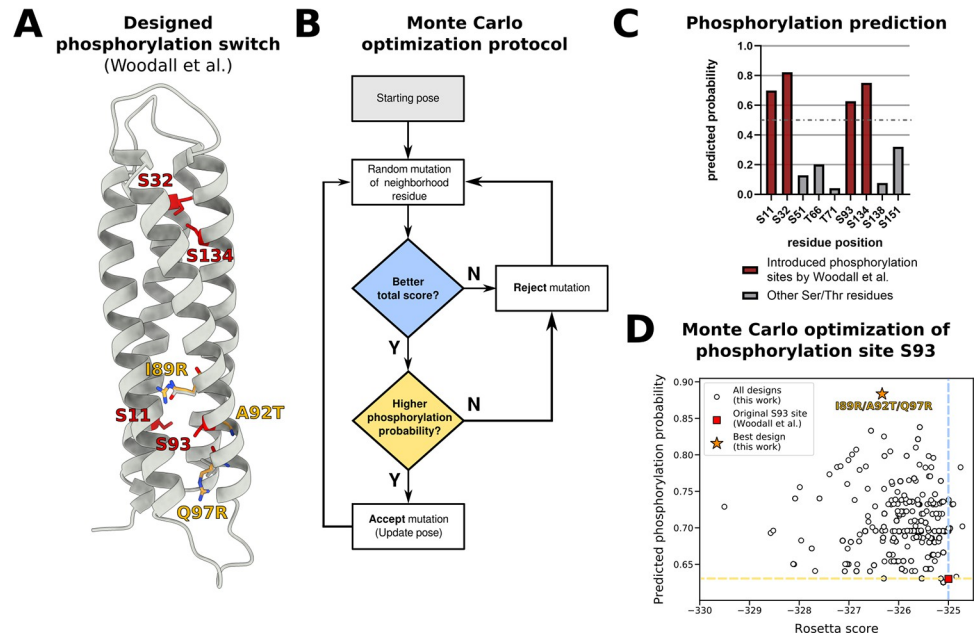 A
Designed
phosphorylation switch
(Woodall et al.)
S32
S134
I89R
A92T
S11
S93
Q97R
B
Monte Carlo
optimization protocol
Starting pose
Random mutation
of neighborhood
residue
Better
total score?
N
Reject mutation
Y
Higher
phosphorylation
probability?
N
Y
Accept mutation
(Update pose)
C
Phosphorylation prediction
predicted probability
1.0
0.8
0.6
0.4
0.2
0.0
S11
S32
S51
T66
T71
S93
S134
S138
S151
residue position
Introduced phosphorylation
sites by Woodall et al.
Other Ser/Thr residues
D
Monte Carlo optimization of
phosphorylation site S93
Predicted phosphorylation probability
0.90
0.85
0.80
0.75
0.70
0.65
All designs
(this work)
Original S93 site
(Woodall et al.)
Best design
(this work)
I89R/A92T/Q97R
−330
−329
−328
−327
−326
−325
Rosetta score